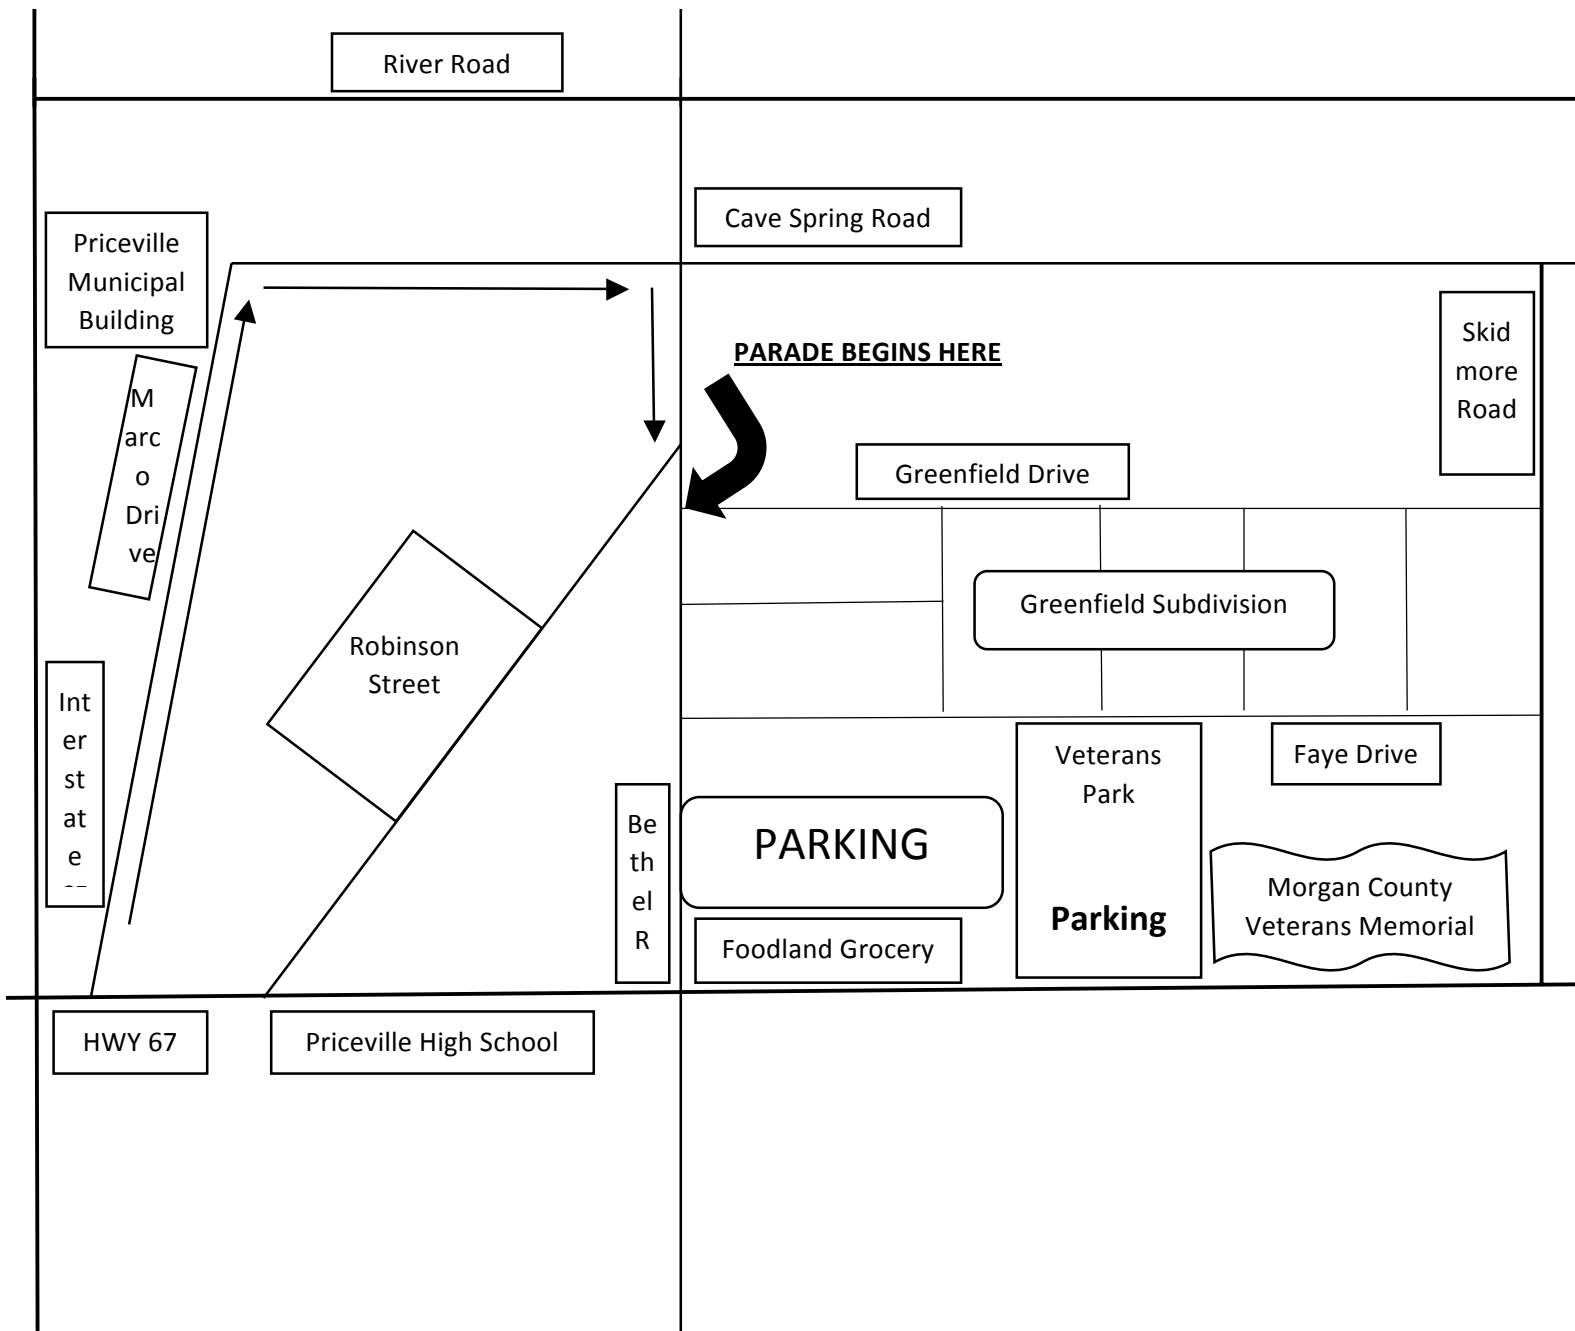 River Road
Cave Spring Road
Priceville
Municipal
Building
PARADE BEGINS HERE
Skid
more
Road
M
arc
o
Dri
ve
Greenfield Drive
Greenfield Subdivision
Robinson
Street
Int
er
st
at
e
Veterans
Park
Parking
Faye Drive
Be
th
el
R
PARKING
Morgan County
Veterans Memorial
Foodland Grocery
HWY 67
Priceville High School